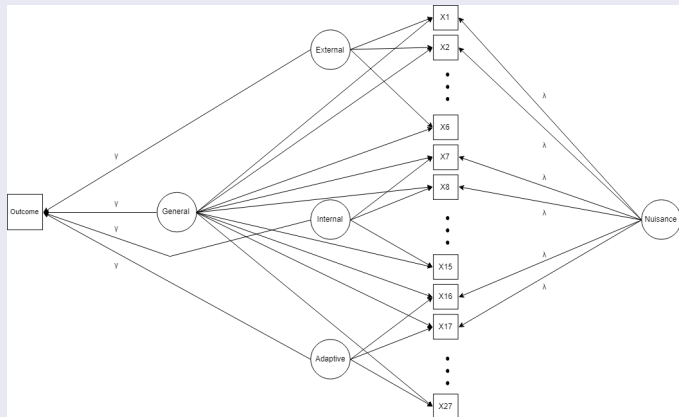 X1
External
X2
λ
X6
λ
γ
X7
λ
X8
Outcome
γ
General
λ
Internal
Nuisance
γ
λ
γ
X15
λ
X16
X17
Adaptive
X27